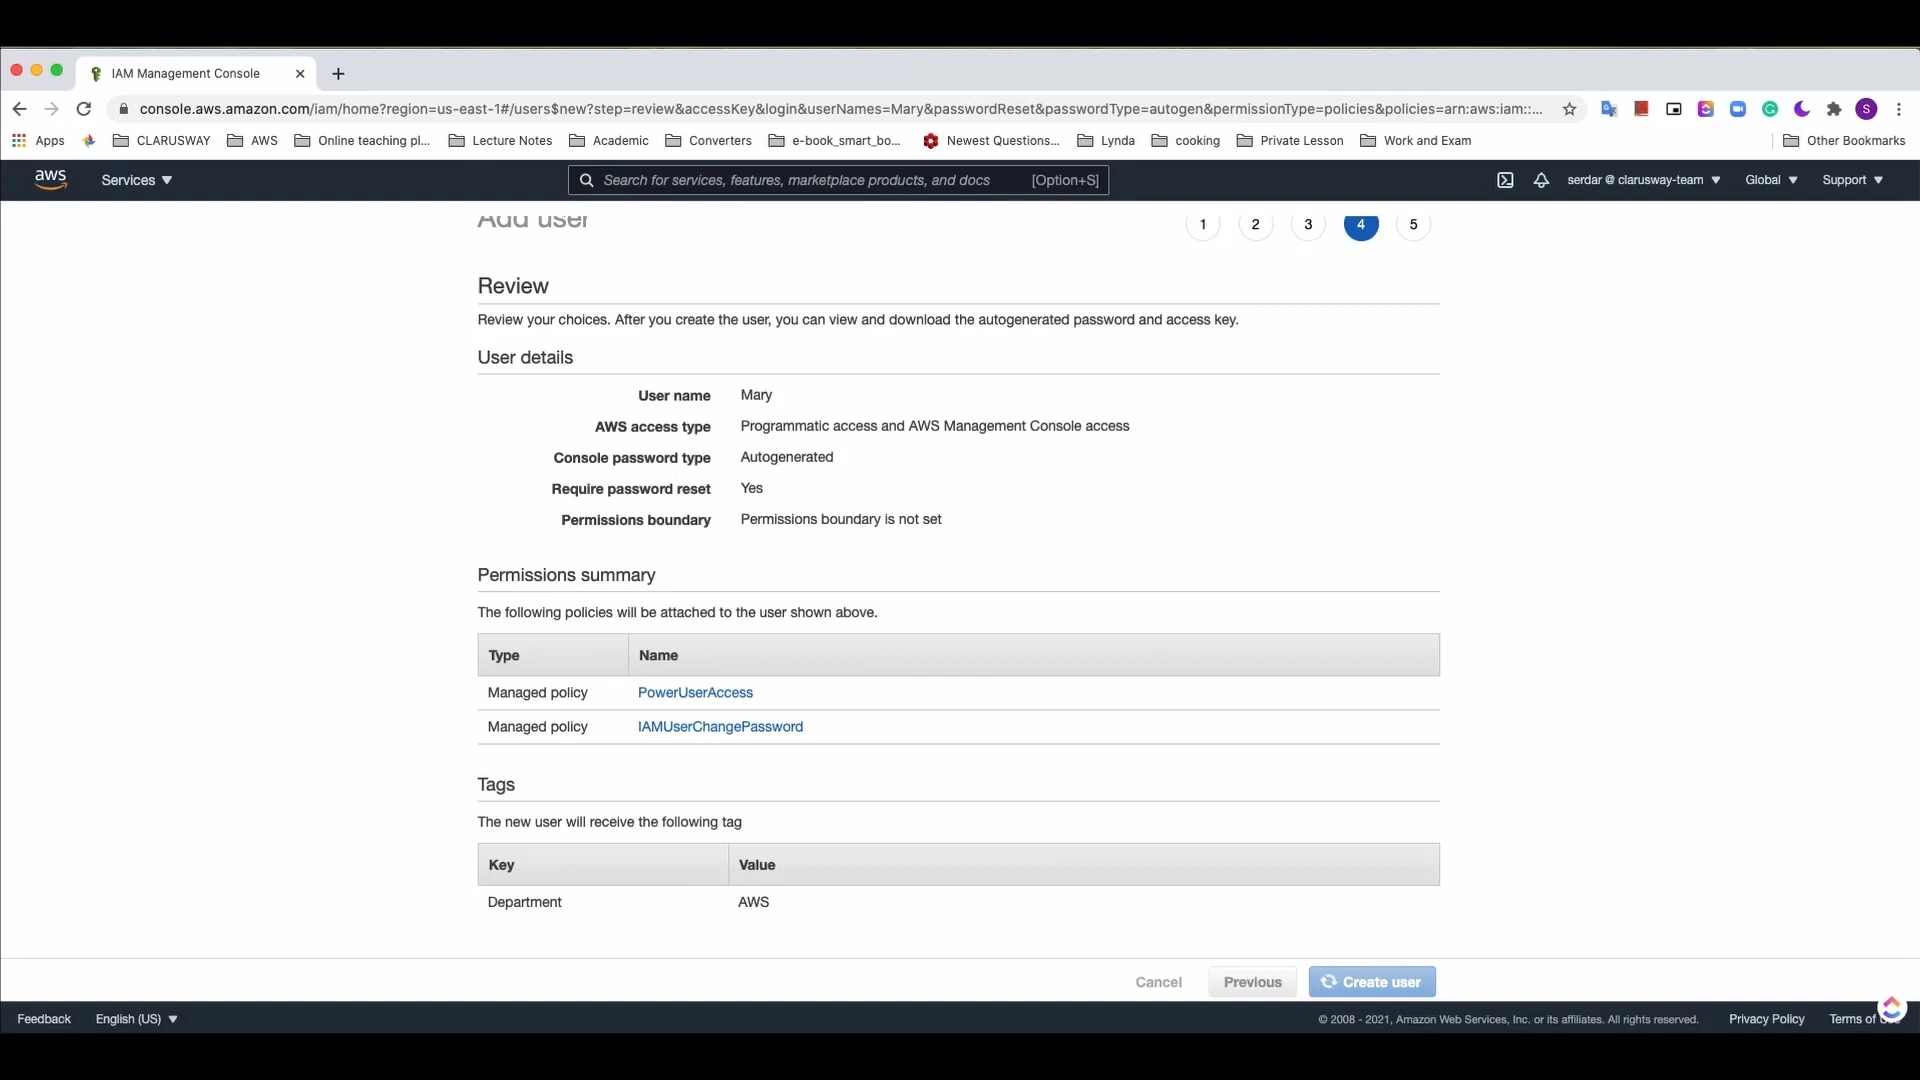 IAM Management Console
console.aws.amazon.com/iam/home?region=us-east-1#/users$new?step=review&accessKey&login&userNames=Mary&passwordReset&passwordType=autogen&permissionType=policies&policies=arn:aws:iam::...
S
Apps CLARUSWAY AWS Online teaching pl... Lecture Notes Academic Converters e-book_smart_bo... Newest Questions... Lynda cooking Private Lesson Work and Exam Other Bookmarks
aws Services Search for services, features, marketplace products, and docs [Option+S] serdar @ clarusway-team Global Support
Add user 1 2 3 4 5
Review
Review your choices. After you create the user, you can view and download the autogenerated password and access key.
User details
User name Mary
AWS access type Programmatic access and AWS Management Console access
Console password type Autogenerated
Require password reset Yes
Permissions boundary Permissions boundary is not set
Permissions summary
The following policies will be attached to the user shown above.
Type Name
Managed policy PowerUserAccess
Managed policy IAMUserChangePassword
Tags
The new user will receive the following tag
Key Value
Department AWS
Cancel Previous Create user
Feedback English (US) © 2008 - 2021, Amazon Web Services, Inc. or its affiliates. All rights reserved. Privacy Policy Terms of